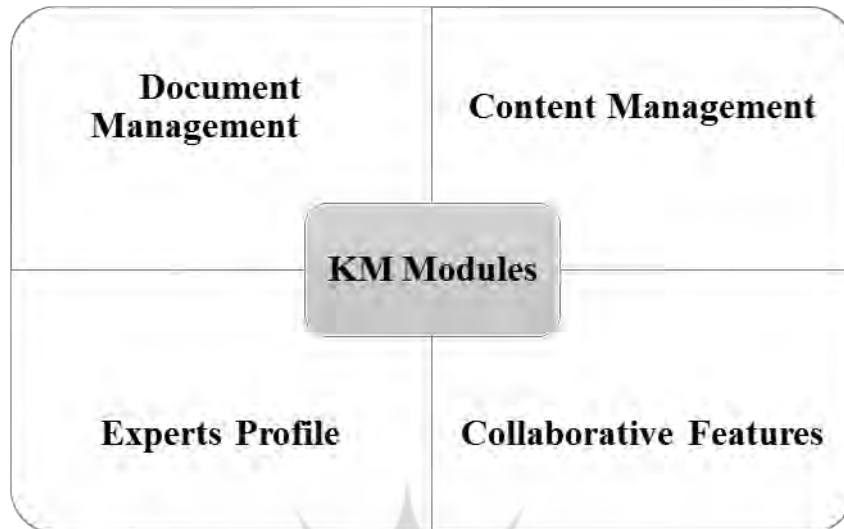 Document
Management
Content Management
KM Modules
Experts Profile
Collaborative Features